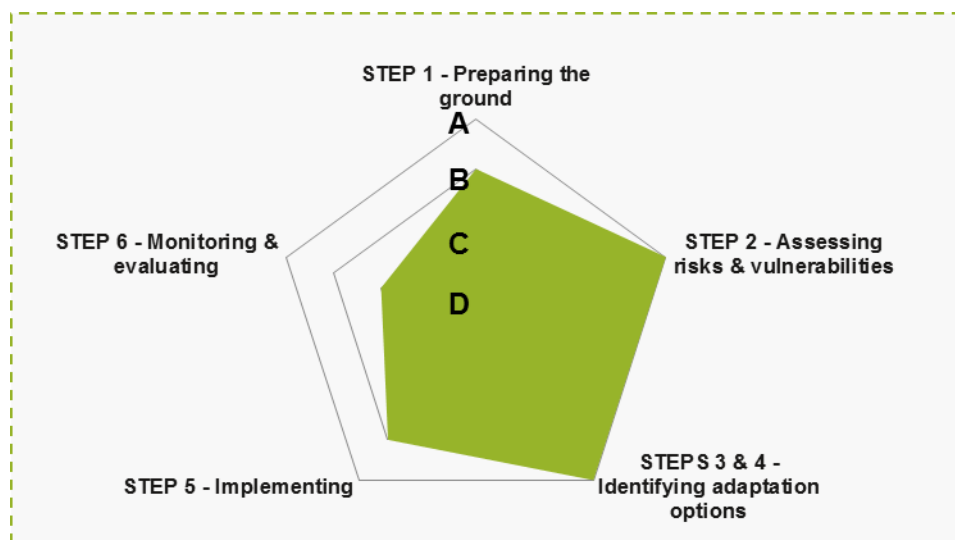 STEP 1 - Preparing the
ground
A
B
C
D
STEP 6 - Monitoring &
evaluating
STEP 2 - Assessing
risks & vulnerabilities
STEP 5 - Implementing
STEPS 3 & 4 -
Identifying adaptation
options